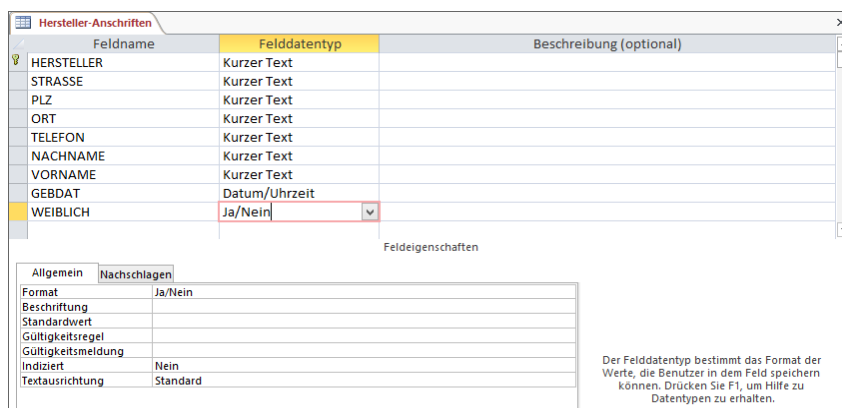 Hersteller-Anschriften
Feldname Felddatentyp Beschreibung (optional)
HERSTELLER Kurzer Text
STRASSE Kurzer Text
PLZ Kurzer Text
ORT Kurzer Text
TELEFON Kurzer Text
NACHNAME Kurzer Text
VORNAME Kurzer Text
GEBDAT Datum/Uhrzeit
WEIBLICH Ja/Nein
Feldeigenschaften
Allgemein Nachschlagen
Format Ja/Nein
Beschriftung
Standardwert
Gültigkeitsregel
Gültigkeitsmeldung
Indiziert Nein
Textausrichtung Standard
Der Felddatentyp bestimmt das Format der
Werte, die Benutzer in dem Feld speichern
können. Drücken Sie F1, um Hilfe zu
Datentypen zu erhalten.